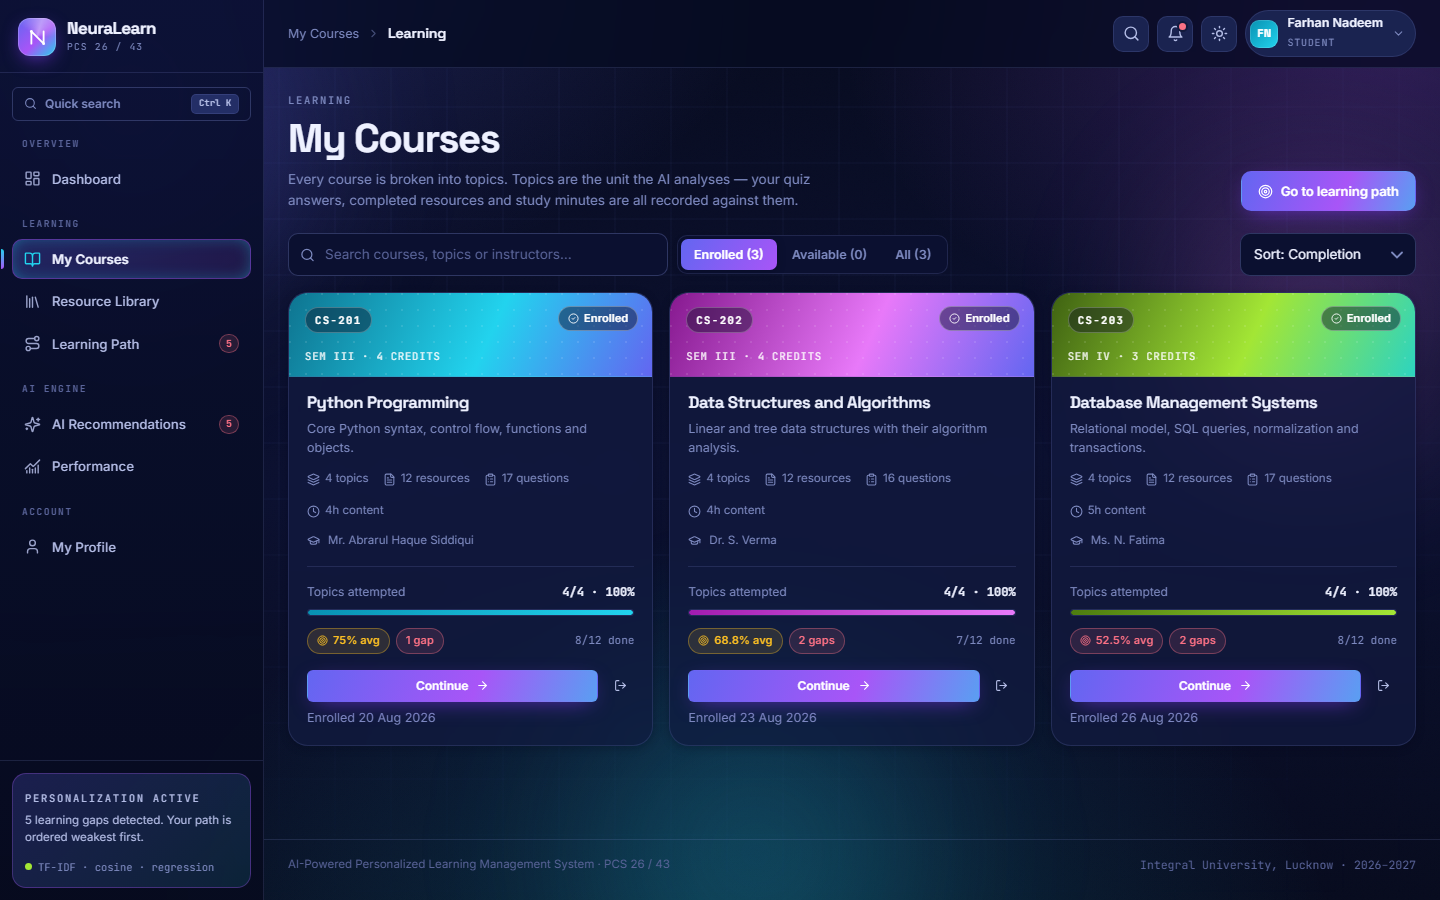 NeuraLearn
PCS 26 / 43
Quick search
Ctrl K
OVERVIEW
Dashboard
LEARNING
My Courses
Resource Library
Learning Path
5
AI ENGINE
AI Recommendations
5
Performance
ACCOUNT
My Profile
PERSONALIZATION ACTIVE
5 learning gaps detected. Your path is
ordered weakest first.
TF-IDF · cosine · regression
My Courses
Learning
FN
Farhan Nadeem
STUDENT
LEARNING
My Courses
Every course is broken into topics. Topics are the unit the AI analyses — your quiz
answers, completed resources and study minutes are all recorded against them.
Go to learning path
Search courses, topics or instructors...
Enrolled (3)
Available (0)
All (3)
Sort: Completion
CS-201
Enrolled
SEM III · 4 CREDITS
Python Programming
Core Python syntax, control flow, functions and
objects.
4 topics
12 resources
17 questions
4h content
Mr. Abrarul Haque Siddiqui
Topics attempted
4/4 · 100%
75% avg
1 gap
8/12 done
Continue
Enrolled 20 Aug 2026
CS-202
Enrolled
SEM III · 4 CREDITS
Data Structures and Algorithms
Linear and tree data structures with their algorithm
analysis.
4 topics
12 resources
16 questions
4h content
Dr. S. Verma
Topics attempted
4/4 · 100%
68.8% avg
2 gaps
7/12 done
Continue
Enrolled 23 Aug 2026
CS-203
Enrolled
SEM IV · 3 CREDITS
Database Management Systems
Relational model, SQL queries, normalization and
transactions.
4 topics
12 resources
17 questions
5h content
Ms. N. Fatima
Topics attempted
4/4 · 100%
52.5% avg
2 gaps
8/12 done
Continue
Enrolled 26 Aug 2026
AI-Powered Personalized Learning Management System · PCS 26 / 43
Integral University, Lucknow · 2026-2027